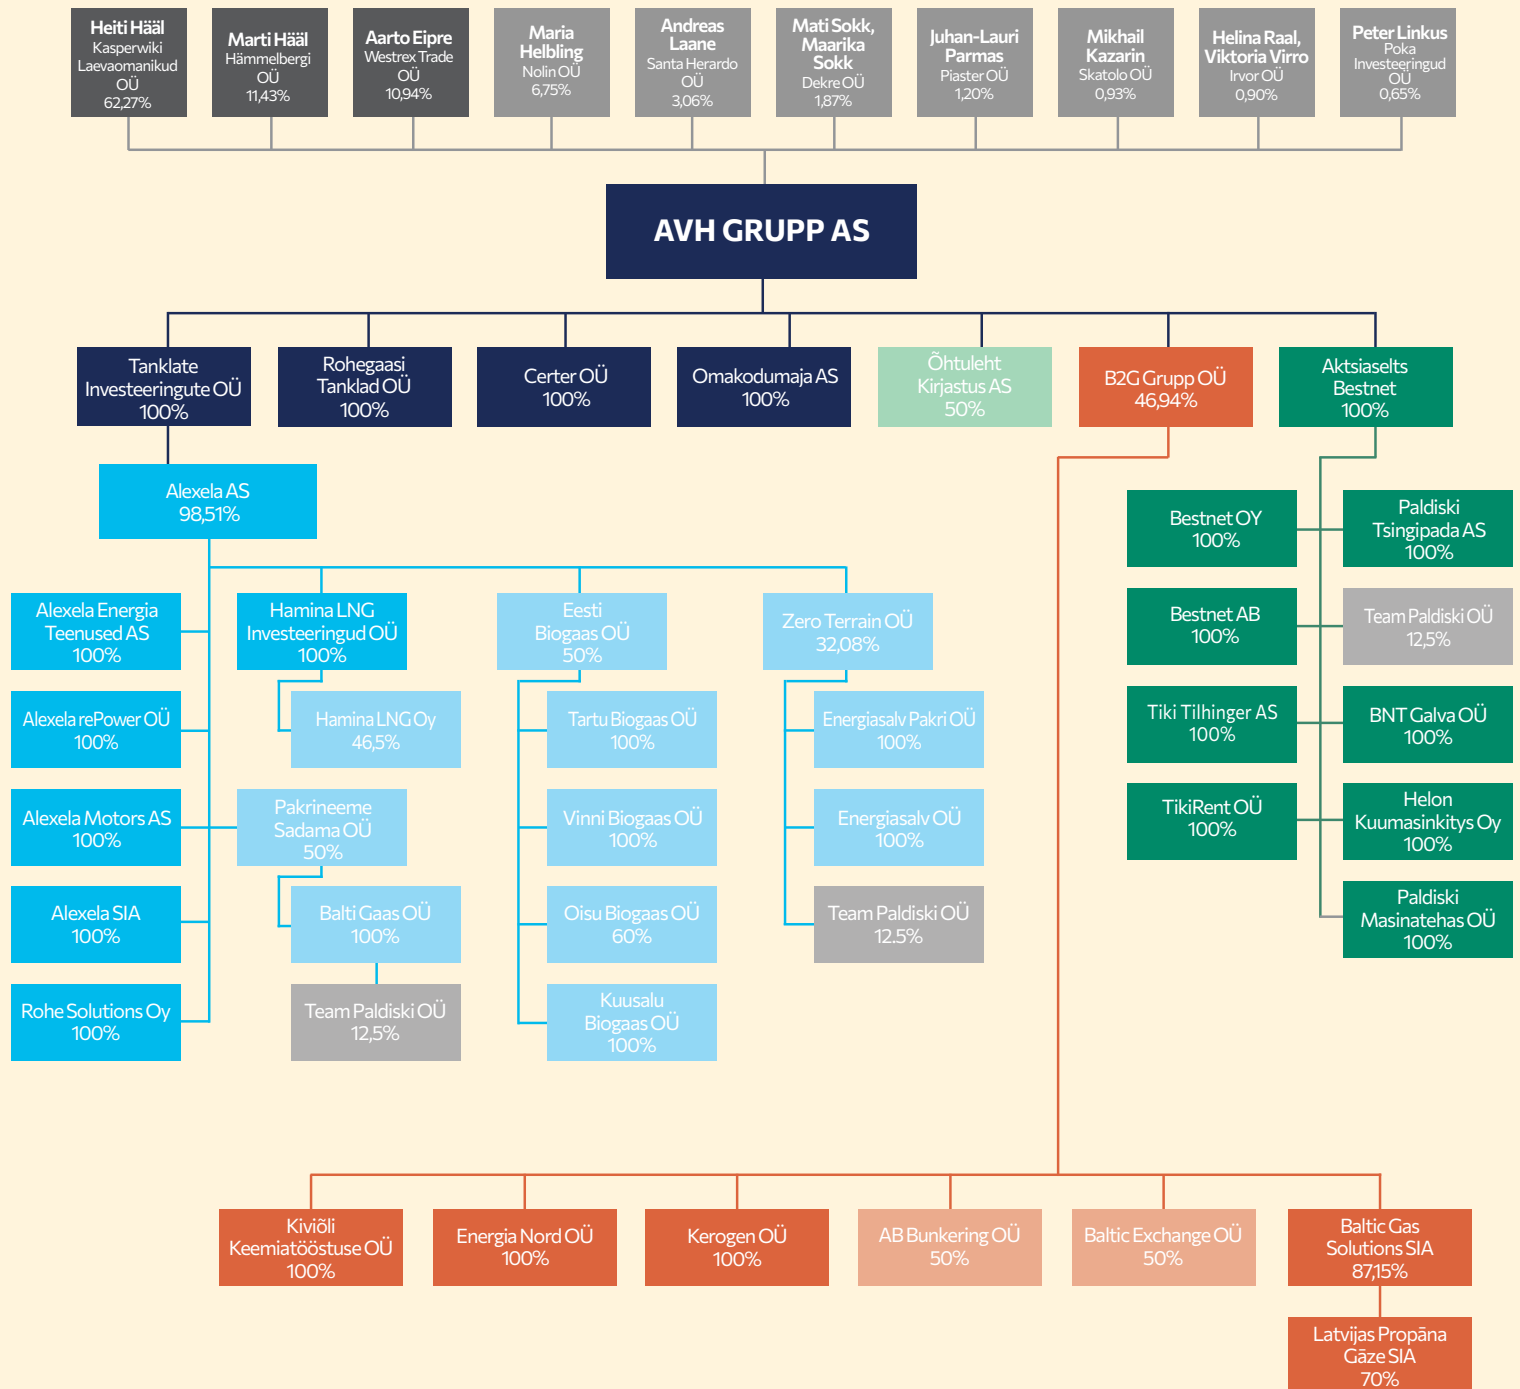 Heiti Hääl
Kasperwiki
Laevaomanikud
OÜ
62,27%
Marti Hääl
Hämmelbergi
OÜ
11,43%
Aarto Eipre
Westrex Trade
OÜ
10,94%
Maria
Helbling
Nolin OÜ
6,75%
Andreas
Laane
Santa Herardo
OÜ
3,06%
Mati Sokk,
Maarika
Sokk
Dekre OÜ
1,87%
Juhan-Lauri
Parmas
Piaster OÜ
1,20%
Mikhail
Kazarin
Skatolo OÜ
0,93%
Helina Raal,
Viktoria Virro
Irvor OÜ
0,90%
Peter Linkus
Poka
Investeeringud
OÜ
0,65%
AVH GRUPP AS
Tanklate
Investeeringute OÜ
100%
Rohegaasi
Tanklad OÜ
100%
Certer OÜ
100%
Omakodumaja AS
100%
Õhtuleht
Kirjastus AS
50%
B2G Grupp OÜ
46,94%
Aktsiaselts
Bestnet
100%
Alexela AS
98,51%
Alexela Energia
Teenused AS
100%
Alexela rePower OÜ
100%
Alexela Motors AS
100%
Alexela SIA
100%
Rohe Solutions Oy
100%
Hamina LNG
Investeeringud OÜ
100%
Hamina LNG Oy
46,5%
Pakrineeme
Sadama OÜ
50%
Balti Gaas OÜ
100%
Team Paldiski OÜ
12,5%
Eesti
Biogaas OÜ
50%
Tartu Biogaas OÜ
100%
Vinni Biogaas OÜ
100%
Oisu Biogaas OÜ
60%
Kuusalu
Biogaas OÜ
100%
Zero Terrain OÜ
32,08%
Energiasalv Pakri OÜ
100%
Energiasalv OÜ
100%
Team Paldiski OÜ
12.5%
Bestnet OY
100%
Bestnet AB
100%
Tiki Tilhinger AS
100%
TikiRent OÜ
100%
Paldiski
Tsingipada AS
100%
Team Paldiski OÜ
12,5%
BNT Galva OÜ
100%
Helon
Kuumasinkitys Oy
100%
Paldiski
Masinatehas OÜ
100%
Kiviõli
Keemiatööstuse OÜ
100%
Energia Nord OÜ
100%
Kerogen OÜ
100%
AB Bunkering OÜ
50%
Baltic Exchange OÜ
50%
Baltic Gas
Solutions SIA
87,15%
Latvijas Propāna
Gāze SIA
70%